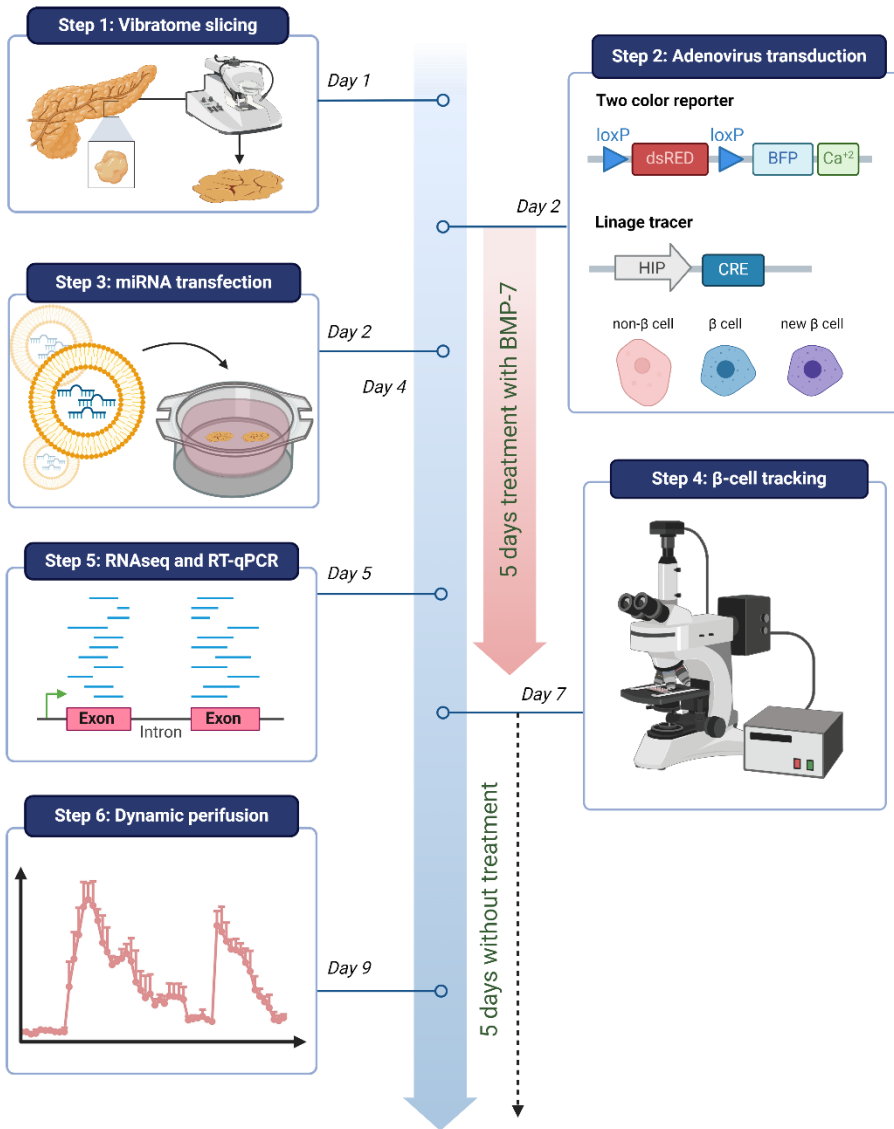 Step 1: Vibratome slicing
Day 1
Step 2: Adenovirus transduction
Two color reporter
loxP
dsRED
loxP
BFP
Ca+2
Day 2
Linage tracer
HIP
CRE
non-β cell
β cell
new β cell
Step 3: miRNA transfection
Day 2
Day 4
5 days treatment with BMP-7
Step 4: β-cell tracking
Day 7
Step 5: RNAseq and RT-qPCR
Day 5
Exon
Intron
Exon
Step 6: Dynamic perifusion
Day 9
5 days without treatment